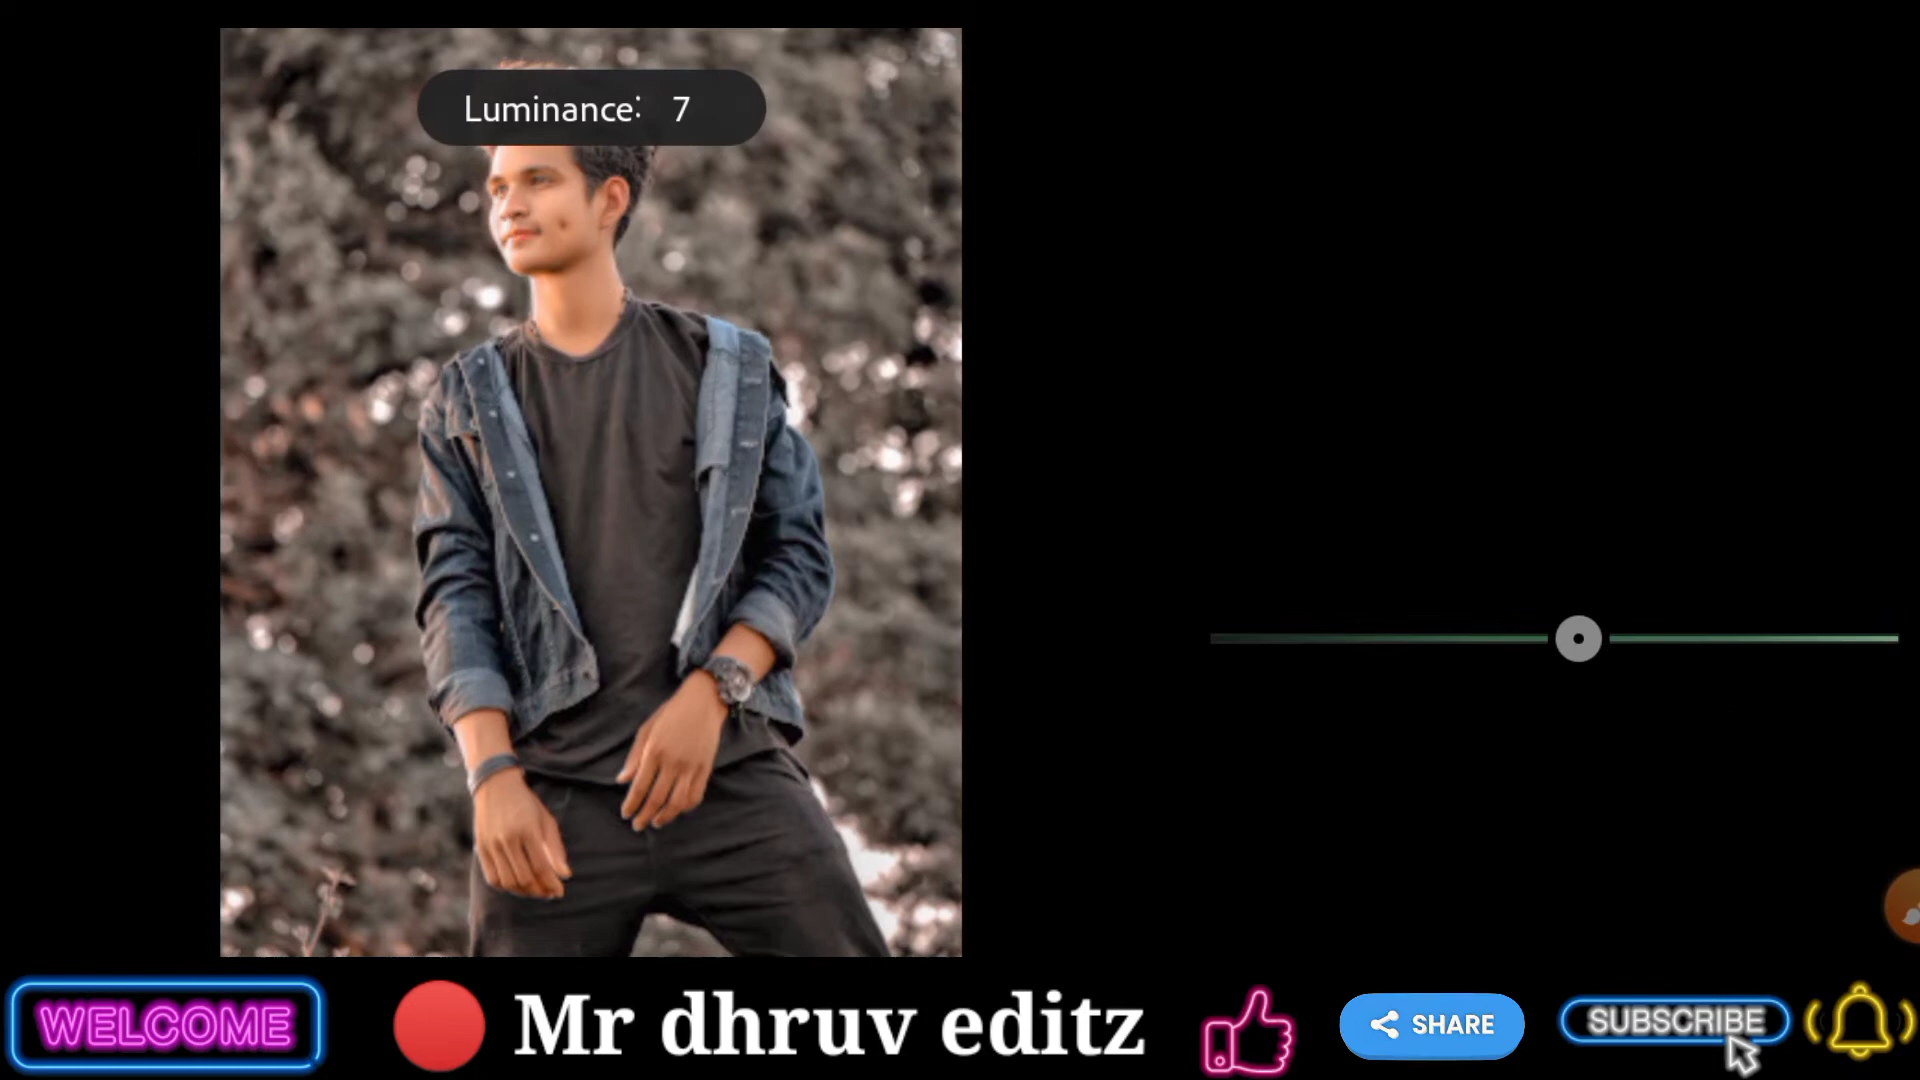 Luminance: 7
WELCOME
Mr dhruv editz
SHARE
SUBSCRIBE